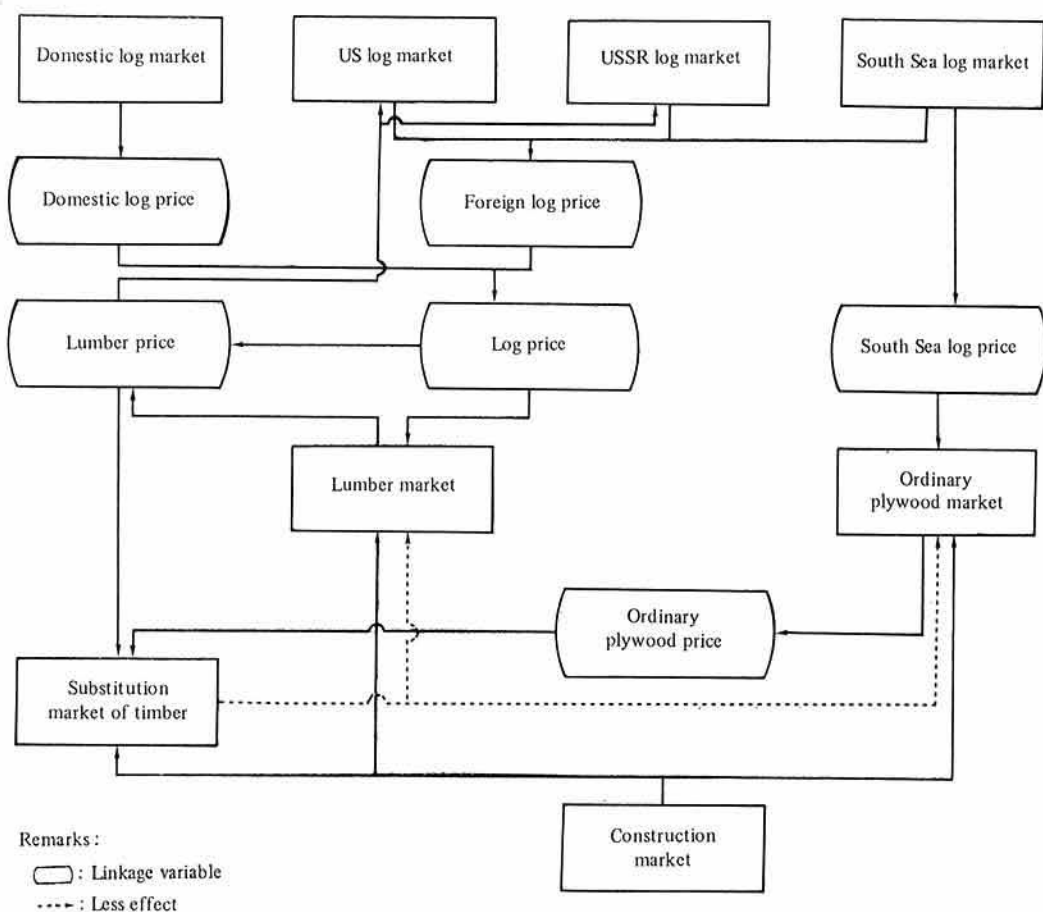 Domestic log market
US log market
USSR log market
South Sea log market
Domestic log price
Foreign log price
Lumber price
Log price
South Sea log price
Lumber market
Ordinary
plywood market
Ordinary
plywood price
Substitution
market of timber
Construction
market
Remarks :
: Linkage variable
: Less effect